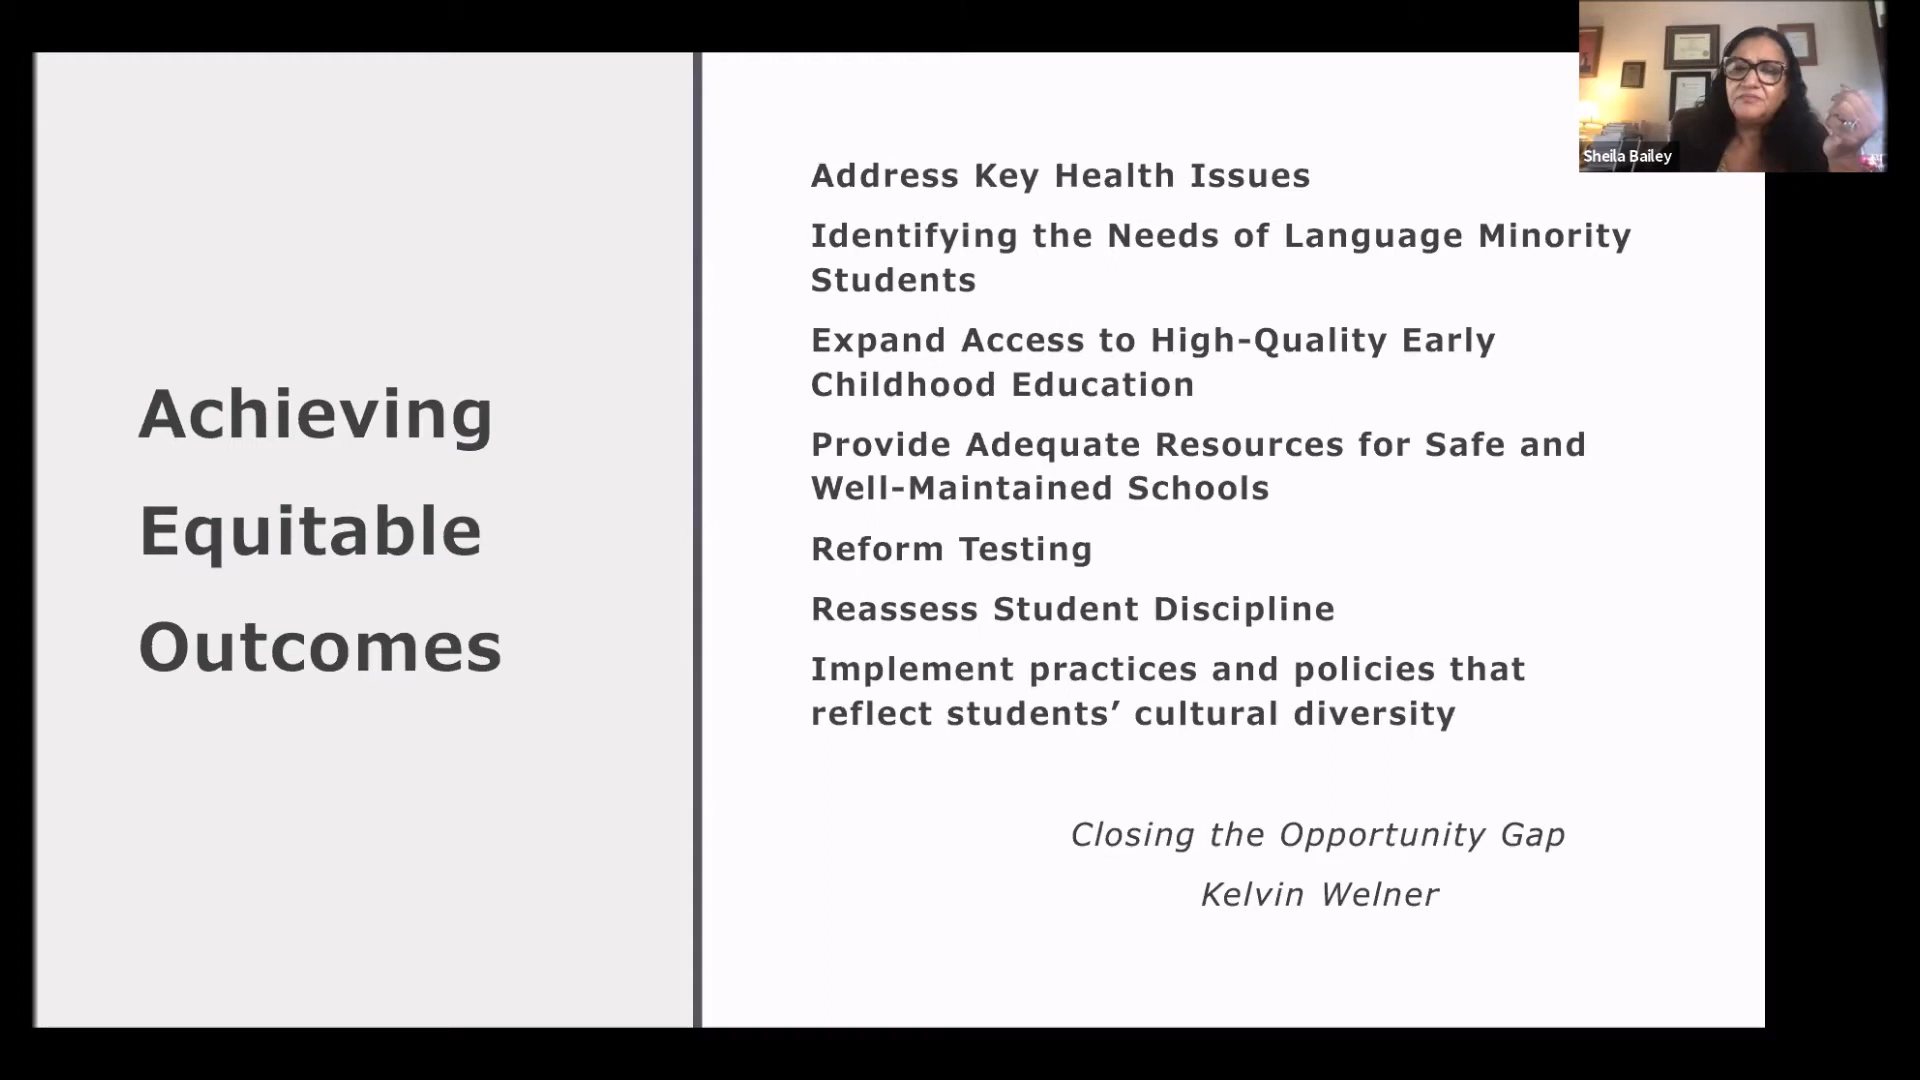 Achieving
Equitable
Outcomes
Address Key Health Issues
Identifying the Needs of Language Minority
Students
Expand Access to High-Quality Early
Childhood Education
Provide Adequate Resources for Safe and
Well-Maintained Schools
Reform Testing
Reassess Student Discipline
Implement practices and policies that
reflect students’ cultural diversity
Closing the Opportunity Gap
Kelvin Welner
Sheila Bailey